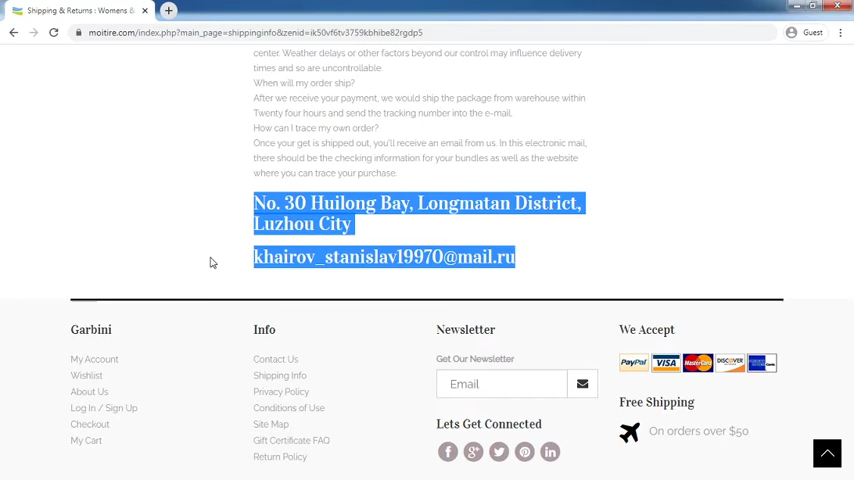 Shipping & Returns : Womens &
moitire.com/index.php?main_page=shippinginfo&zenid=ik50vf6tv3759kbhibe82rgdp5
Guest
center. Weather delays or other factors beyond our control may influence delivery
times and so are uncontrollable.
When will my order ship?
After we receive your payment, we would ship the package from warehouse within
Twenty four hours and send the tracking number into the e-mail.
How can I trace my own order?
Once your get is shipped out, you'll receive an email from us. In this electronic mail,
there should be the checking information for your bundles as well as the website
where you can trace your purchase.
No. 30 Huilong Bay, Longmatan District,
Luzhou City
khairov_stanislav19970@mail.ru
Garbini
My Account
Wishlist
About Us
Log In / Sign Up
Checkout
My Cart
Info
Contact Us
Shipping Info
Privacy Policy
Conditions of Use
Site Map
Gift Certificate FAQ
Return Policy
Newsletter
Get Our Newsletter
Email
Lets Get Connected
We Accept
PayPal VISA MasterCard DISCOVER
Free Shipping
On orders over $50